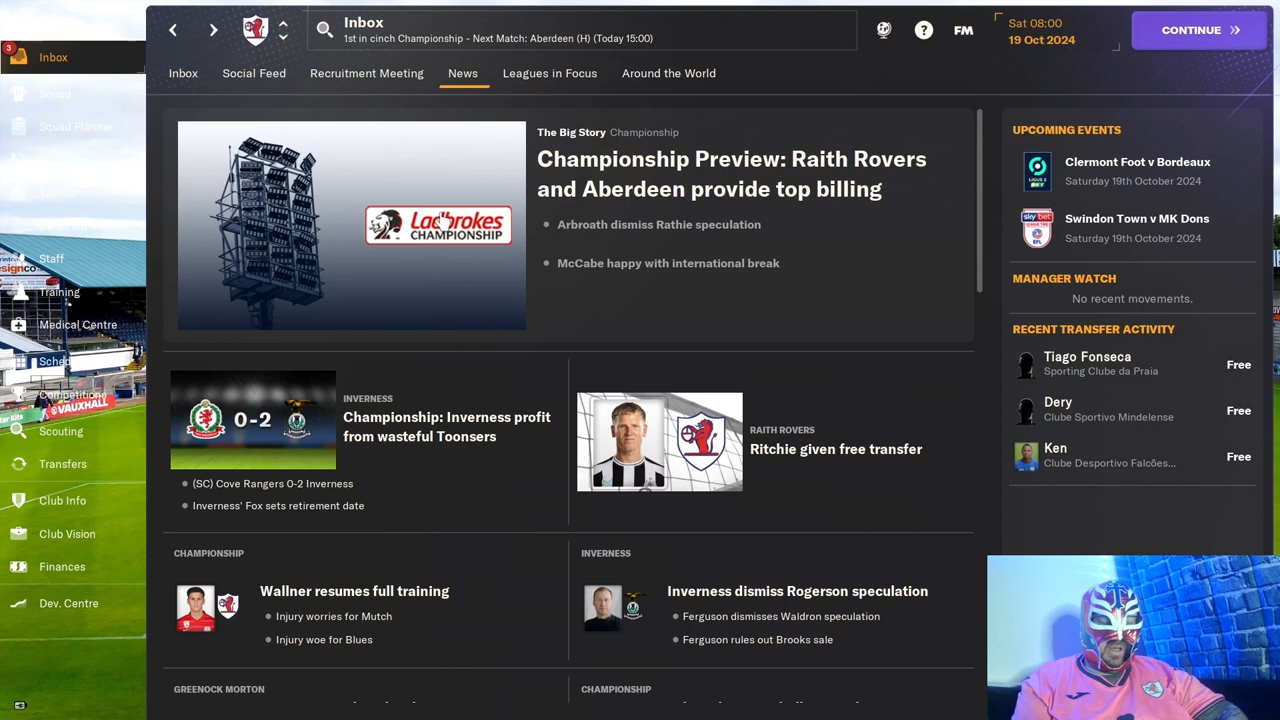 3
Inbox
Squad
Squad Planner
Staff
Training
Medical Centre
Sched
Competitions
Scouting
Transfers
Club Info
Club Vision
Finances
Dev. Centre
Inbox
1st in cinch Championship - Next Match: Aberdeen (H) (Today 15:00)
?
FM
Sat 08:00
19 Oct 2024
CONTINUE
Inbox
Social Feed
Recruitment Meeting
News
Leagues in Focus
Around the World
Ladbrokes
CHAMPIONSHIP
The Big Story Championship
Championship Preview: Raith Rovers
and Aberdeen provide top billing
Arbroath dismiss Rathie speculation
McCabe happy with international break
0-2
INVERNESS
Championship: Inverness profit
from wasteful Toonsers
(SC) Cove Rangers 0-2 Inverness
Inverness' Fox sets retirement date
RAITH ROVERS
Ritchie given free transfer
CHAMPIONSHIP
Wallner resumes full training
Injury worries for Mutch
Injury woe for Blues
INVERNESS
Inverness dismiss Rogerson speculation
Ferguson dismisses Waldron speculation
Ferguson rules out Brooks sale
GREENOCK MORTON
CHAMPIONSHIP
UPCOMING EVENTS
Clermont Foot v Bordeaux
Saturday 19th October 2024
Swindon Town v MK Dons
Saturday 19th October 2024
MANAGER WATCH
No recent movements.
RECENT TRANSFER ACTIVITY
Tiago Fonseca
Sporting Clube da Praia
Free
Dery
Clube Sportivo Mindelense
Free
Ken
Clube Desportivo Falcões...
Free
sky bet
EFL
VAUXHALL